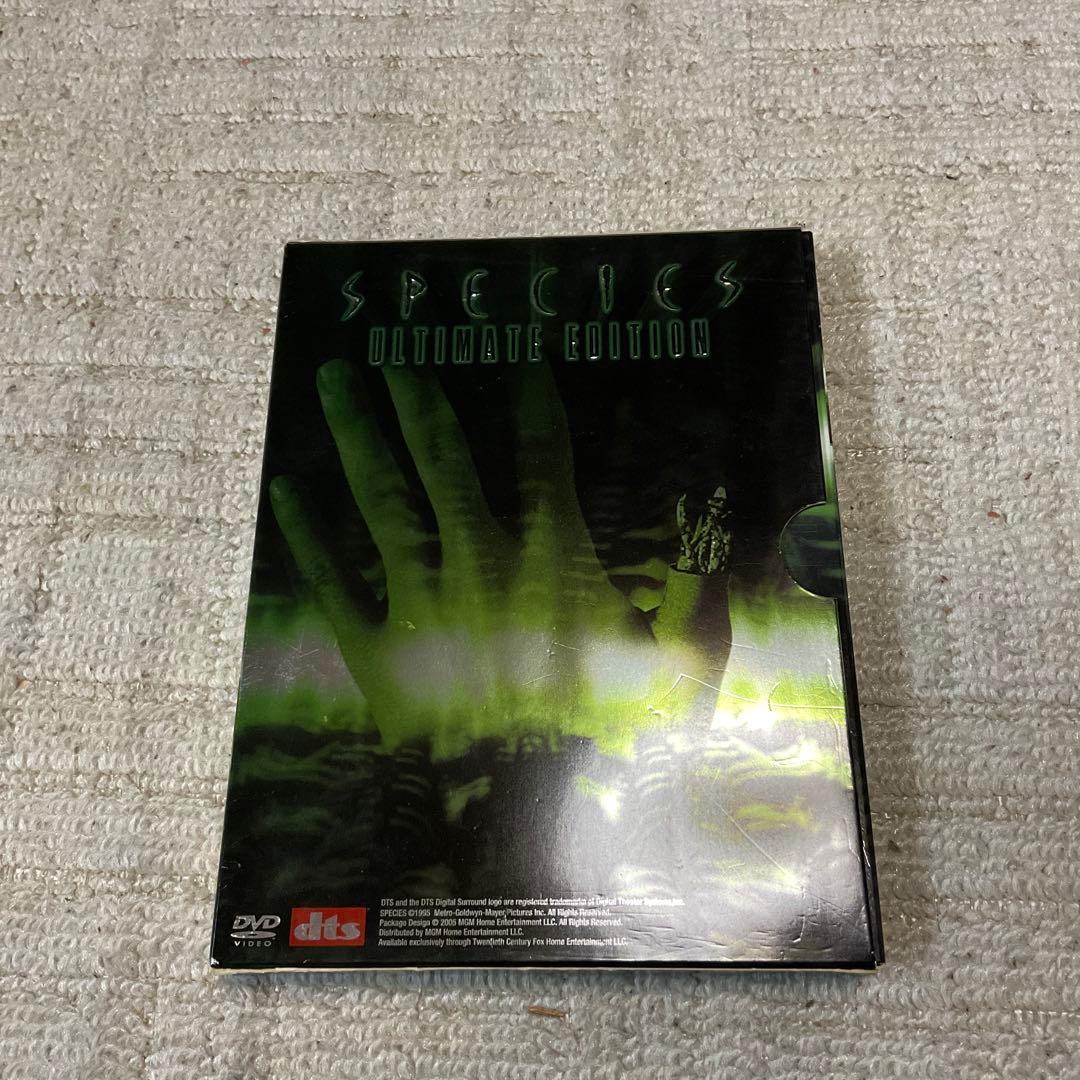 SPECIES
ULTIMATE EDITION
DTS and the DTS Digital Surround logo are registered trademarks of Digital Theater Systems, Inc.
SPECIES ©1995 Metro-Goldwyn-Mayer Pictures Inc. All Rights Reserved.
Package Design © 2005 MGM Home Entertainment LLC. All Rights Reserved.
Distributed by MGM Home Entertainment LLC.
Available exclusively through Twentieth Century Fox Home Entertainment LLC.
DVD
VIDEO
dts